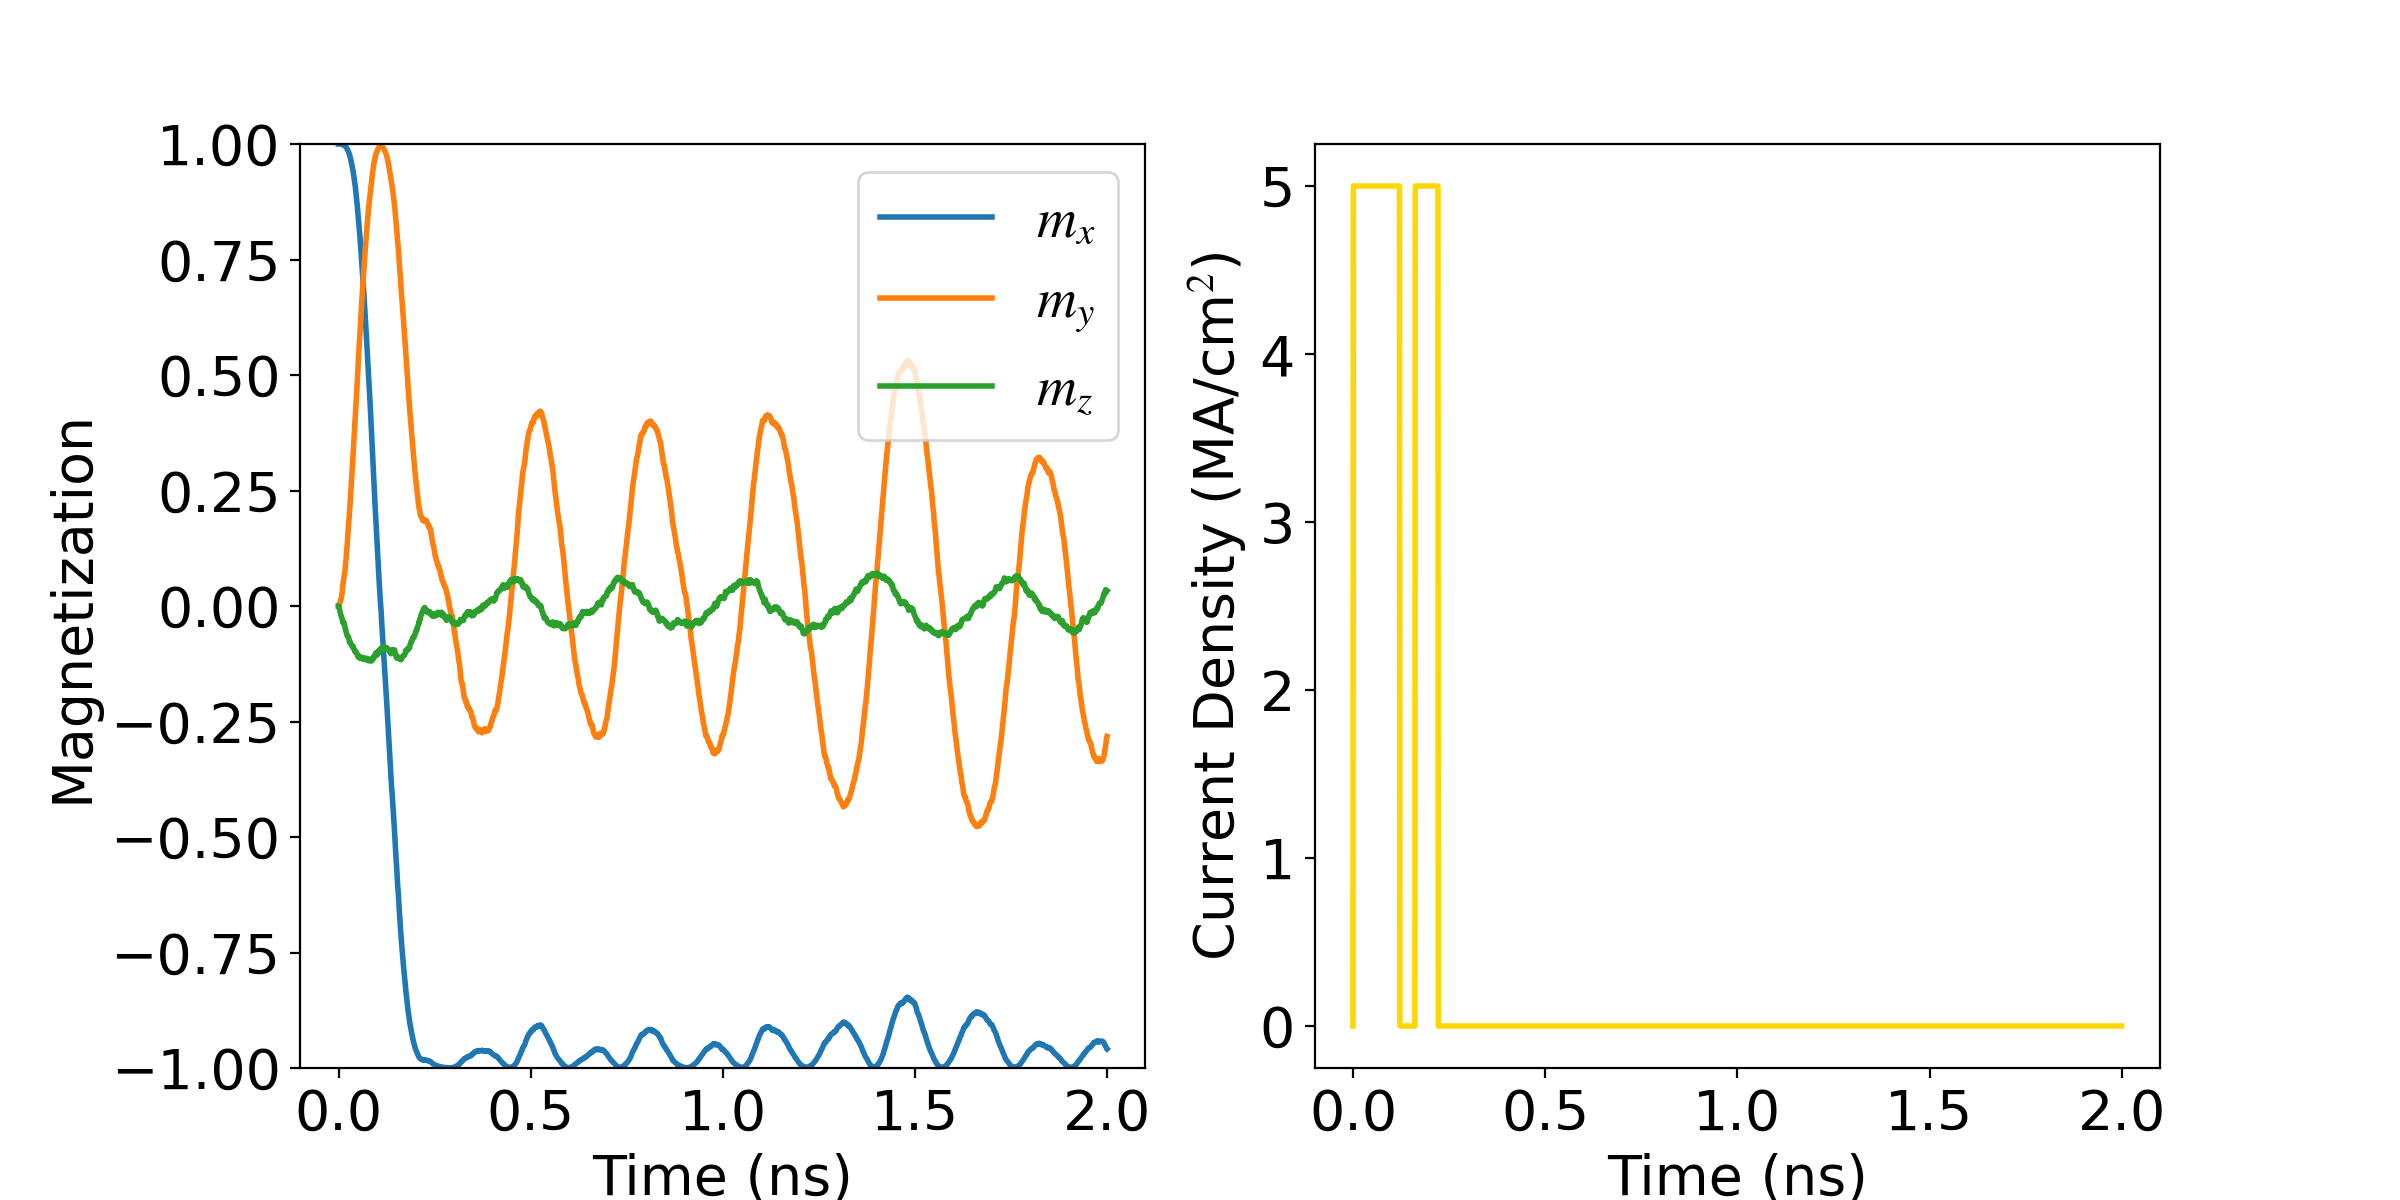 1.00
0.75
0.50
0.25
0.00
−0.25
−0.50
−0.75
−1.00
Magnetization
0.0 0.5 1.0 1.5 2.0
Time (ns)
m_x
m_y
m_z
5
4
3
2
1
0
Current Density (MA/cm²)
0.0 0.5 1.0 1.5 2.0
Time (ns)